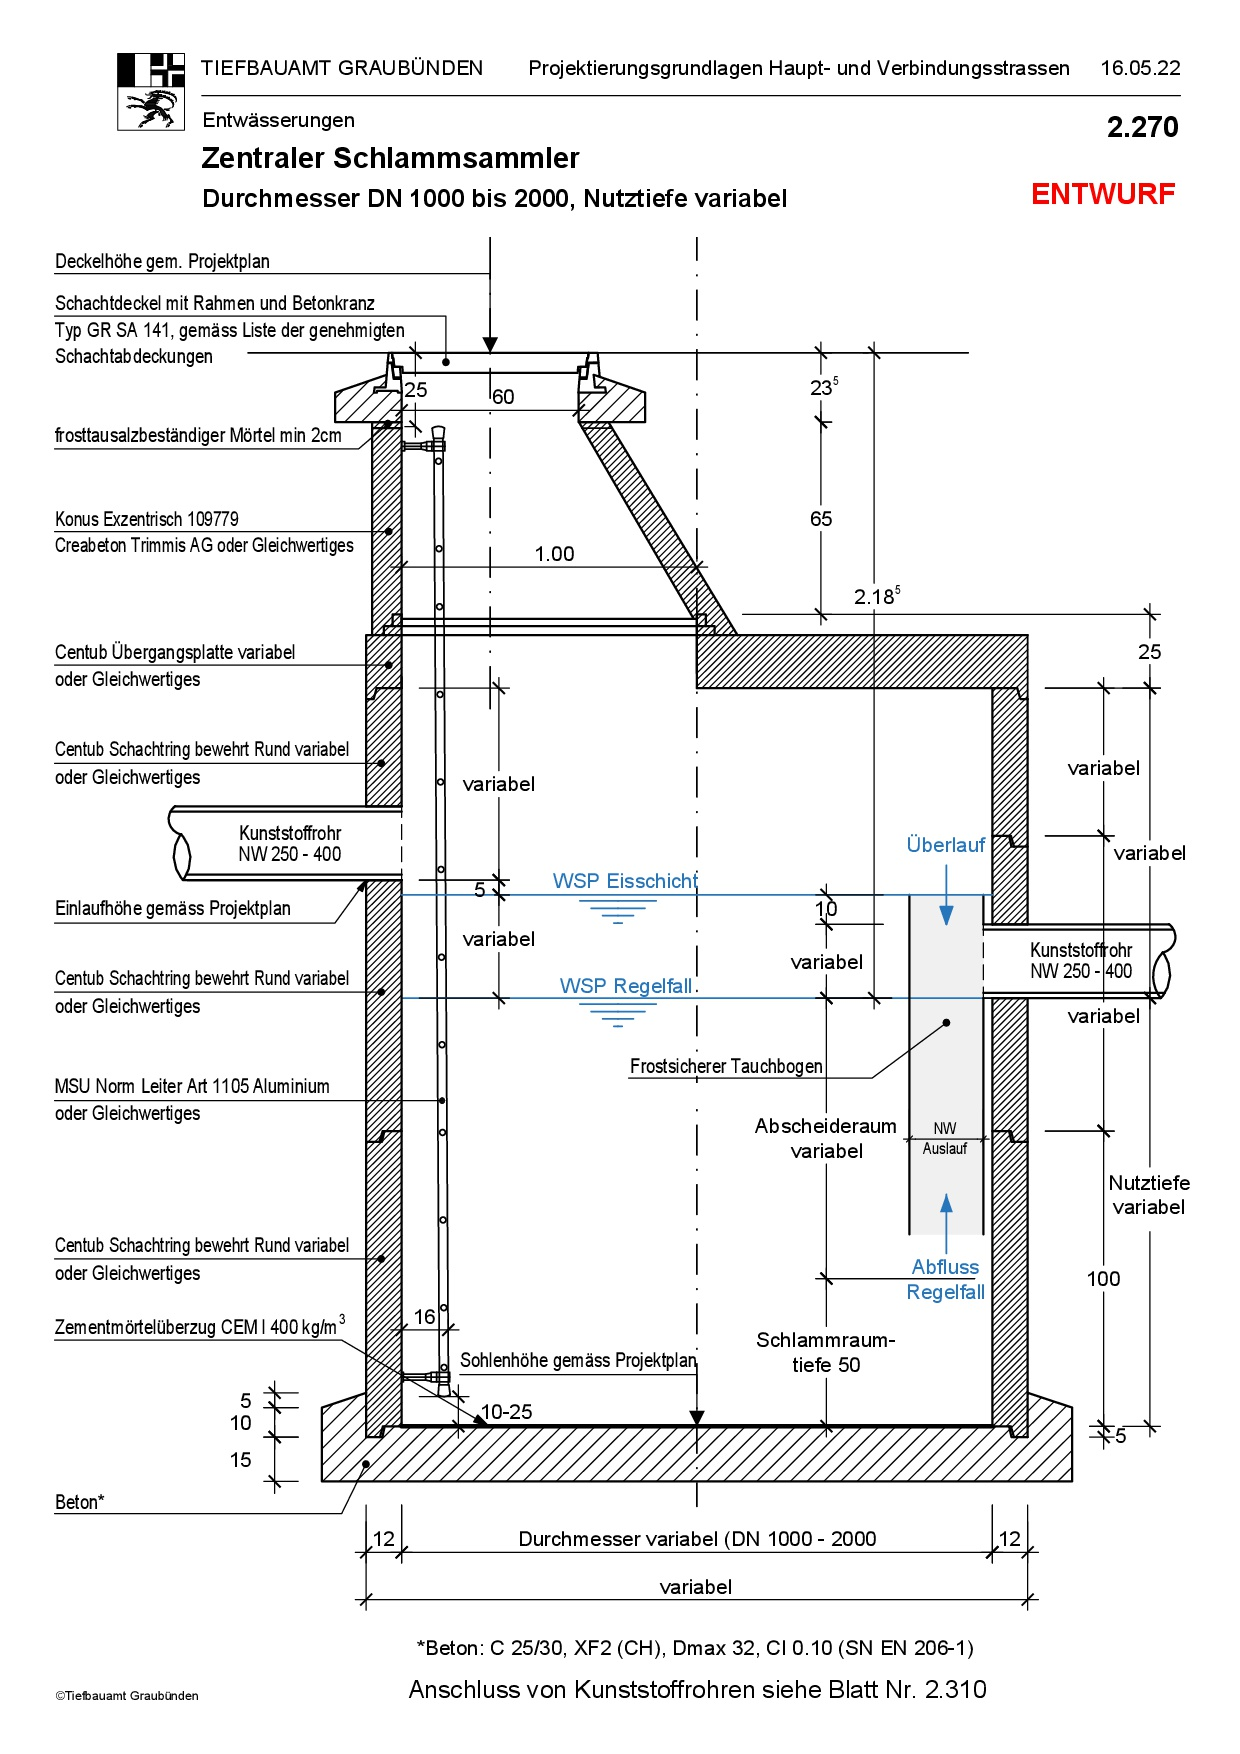 TIEFBAUAMT GRAUBÜNDEN Projektierungsgrundlagen Haupt- und Verbindungsstrassen 16.05.22
Entwässerungen
2.270
Zentraler Schlammsammler
Durchmesser DN 1000 bis 2000, Nutztiefe variabel
ENTWURF
Deckelhöhe gem. Projektplan
Schachtdeckel mit Rahmen und Betonkranz
Typ GR SA 141, gemäss Liste der genehmigten
Schachtabdeckungen
25
60
23⁵
frosttausalzbeständiger Mörtel min 2cm
Konus Exzentrisch 109779
Creabeton Trimmis AG oder Gleichwertiges
65
1.00
2.18⁵
Centub Übergangsplatte variabel
oder Gleichwertiges
25
Centub Schachtring bewehrt Rund variabel
oder Gleichwertiges
variabel
variabel
Kunststoffrohr
NW 250 - 400
Überlauf
variabel
WSP Eisschicht
5
Einlaufhöhe gemäss Projektplan
10
variabel
Kunststoffrohr
NW 250 - 400
variabel
Centub Schachtring bewehrt Rund variabel
oder Gleichwertiges
WSP Regelfall
variabel
Frostsicherer Tauchbogen
MSU Norm Leiter Art 1105 Aluminium
oder Gleichwertiges
Abscheideraum
variabel
NW
Auslauf
Nutztiefe
variabel
Centub Schachtring bewehrt Rund variabel
oder Gleichwertiges
Abfluss
Regelfall
100
16
Zementmörtelüberzug CEM I 400 kg/m³
Schlammraum-
tiefe 50
Sohlenhöhe gemäss Projektplan
5
10
15
10-25
5
Beton*
12
Durchmesser variabel (DN 1000 - 2000
12
variabel
*Beton: C 25/30, XF2 (CH), Dmax 32, Cl 0.10 (SN EN 206-1)
Anschluss von Kunststoffrohren siehe Blatt Nr. 2.310
©Tiefbauamt Graubünden